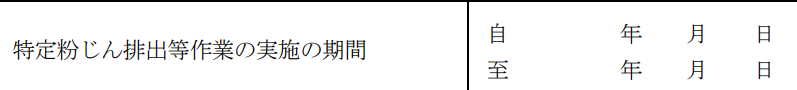 特定粉じん排出等作業の実施の期間
自　　　　年　　月　　日
至　　　　年　　月　　日